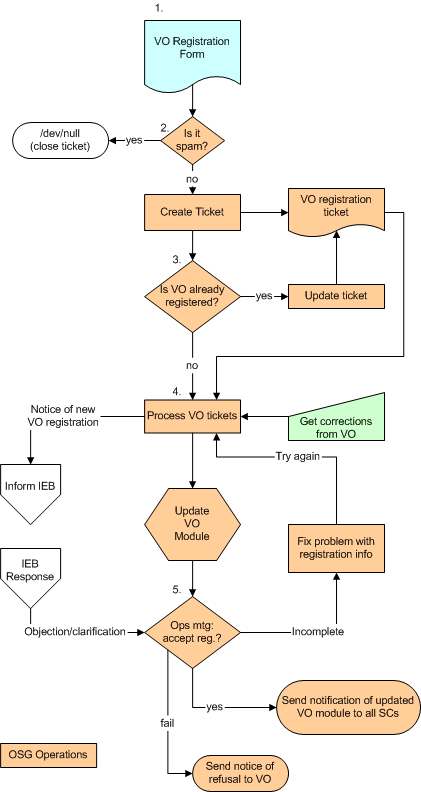 1.
VO Registration
Form
2.
Is it
spam?
yes
/dev/null
(close ticket)
no
Create Ticket
VO registration
ticket
3.
Is VO already
registered?
yes
Update ticket
no
4.
Notice of new
VO registration
Process VO tickets
Get corrections
from VO
Try again
Inform IEB
Update
VO
Module
Fix problem with
registration info
IEB
Response
5.
Objection/clarification
Ops mtg:
accept reg.?
Incomplete
yes
Send notification of updated
VO module to all SCs
fail
OSG Operations
Send notice of
refusal to VO